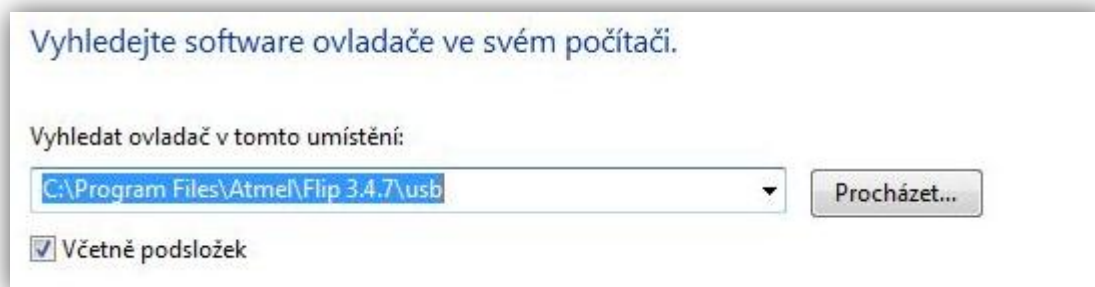 Vyhledejte software ovladače ve svém počítači.
Vyhledat ovladač v tomto umístění:
C:\Program Files\Atmel\Flip 3.4.7\usb
Procházet...
Včetně podsložek